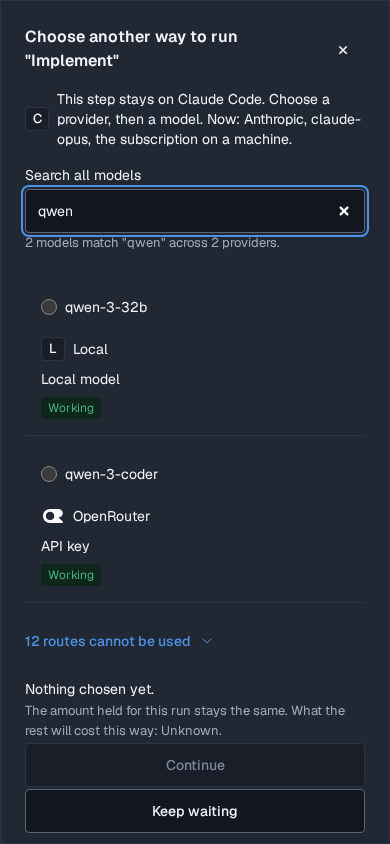 Choose another way to run
"Implement"
C
This step stays on Claude Code. Choose a
provider, then a model. Now: Anthropic, claude-
opus, the subscription on a machine.
Search all models
qwen
2 models match "qwen" across 2 providers.
qwen-3-32b
L Local
Local model
Working
qwen-3-coder
OpenRouter
API key
Working
12 routes cannot be used
Nothing chosen yet.
The amount held for this run stays the same. What the
rest will cost this way: Unknown.
Continue
Keep waiting